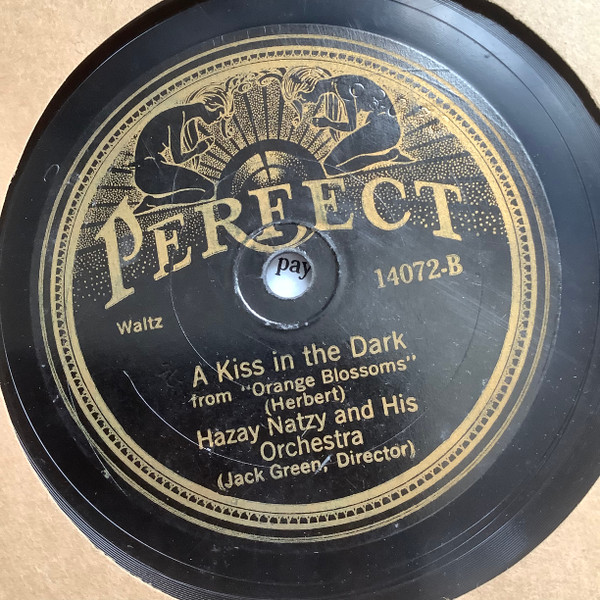 PERFECT
pay
14072-B
Waltz
A Kiss in the Dark
from "Orange Blossoms"
(Herbert)
Hazay Natzy and His
Orchestra
(Jack Green, Director)